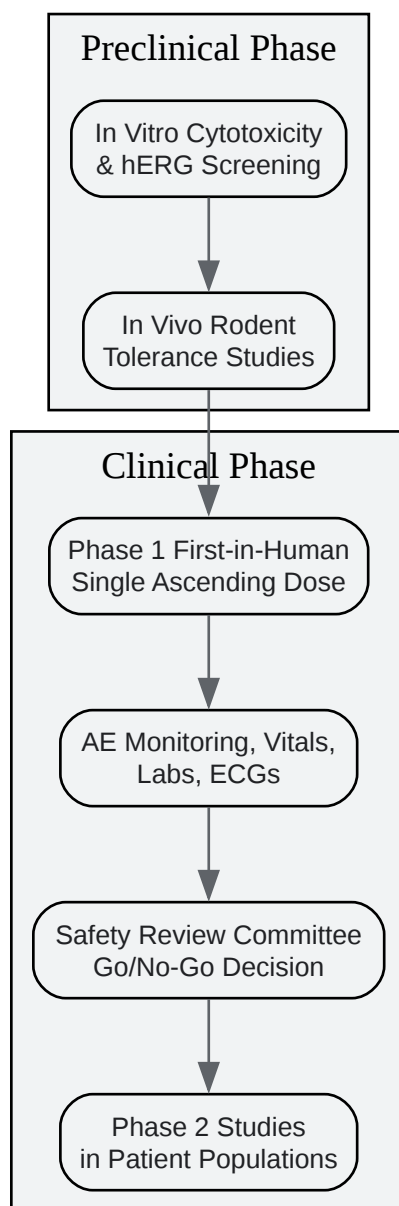 Preclinical Phase
In Vitro Cytotoxicity
& hERG Screening
In Vivo Rodent
Tolerance Studies
Clinical Phase
Phase 1 First-in-Human
Single Ascending Dose
AE Monitoring, Vitals,
Labs, ECGs
Safety Review Committee
Go/No-Go Decision
Phase 2 Studies
in Patient Populations